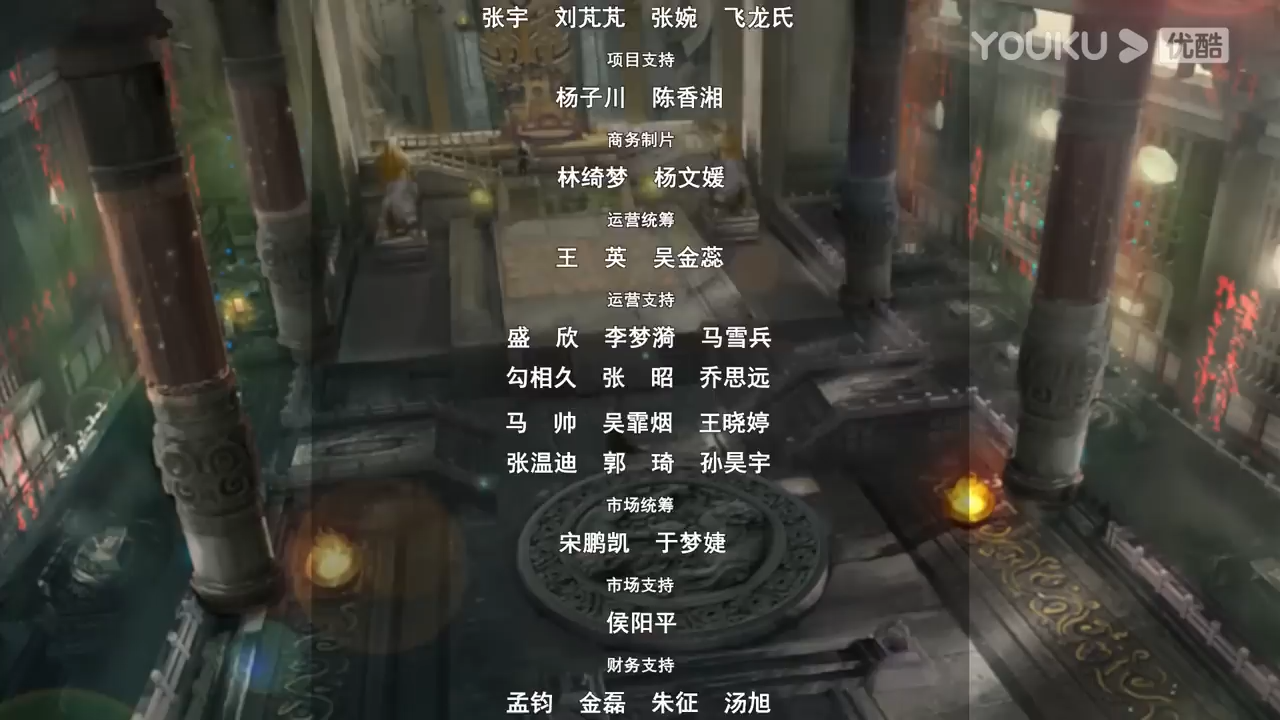 张宇 刘芃芃 张婉 飞龙氏
YOUKU 优酷
项目支持
杨子川 陈香湘
商务制片
林绮梦 杨文媛
运营统筹
王英 吴金蕊
运营支持
盛欣 李梦漪 马雪兵
勾相久 张昭 乔思远
马帅 吴霏烟 王晓婷
张温迪 郭琦 孙昊宇
市场统筹
宋鹏凯 于梦婕
市场支持
侯阳平
财务支持
孟钧 金磊 朱征 汤旭